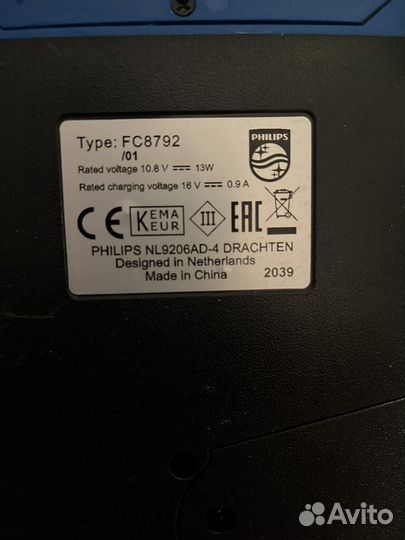 Type: FC8792
/01
Rated voltage 10.8 V ⎓ 13W
Rated charging voltage 16 V ⎓ 0.9 A
PHILIPS
CE KEMA KEUR III EAC
PHILIPS NL9206AD-4 DRACHTEN
Designed in Netherlands
Made in China 2039
Avito